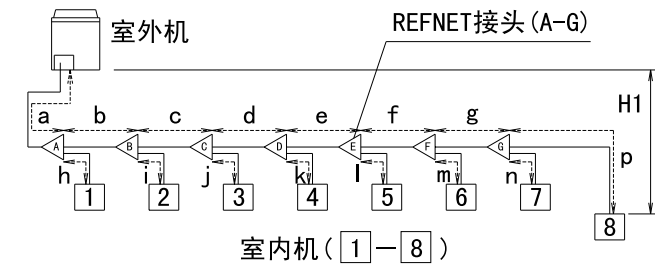 室外机
REFNET接头(A-G)
H1
a b c d e f g
A B C D E F G
p
h i j k l m n
1 2 3 4 5 6 7
8
室内机(1-8)